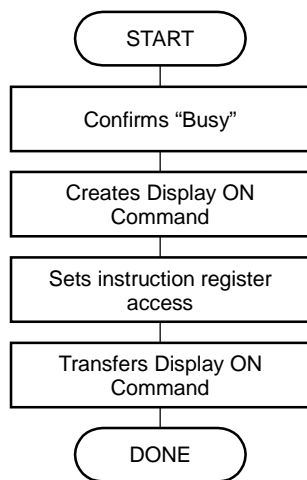 START
Confirms “Busy”
Creates Display ON
Command
Sets instruction register
access
Transfers Display ON
Command
DONE